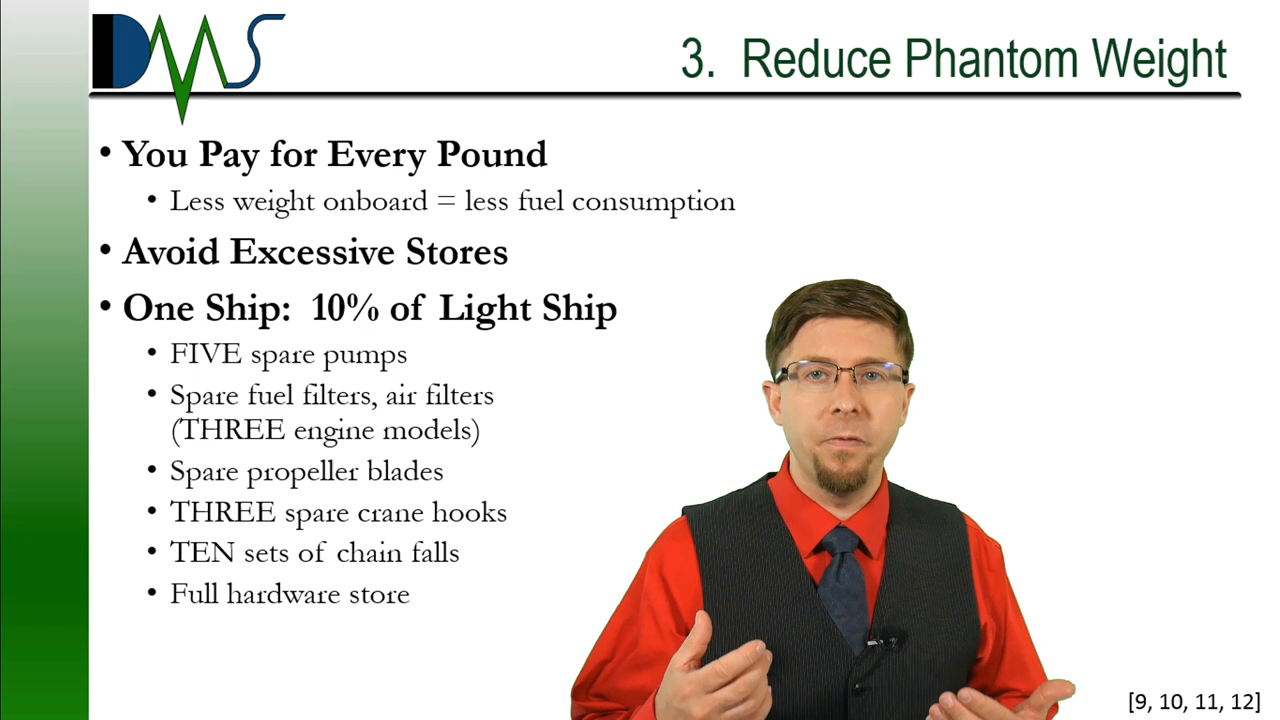 DMS
3. Reduce Phantom Weight
• You Pay for Every Pound
• Less weight onboard = less fuel consumption
• Avoid Excessive Stores
• One Ship: 10% of Light Ship
• FIVE spare pumps
• Spare fuel filters, air filters
(THREE engine models)
• Spare propeller blades
• THREE spare crane hooks
• TEN sets of chain falls
• Full hardware store
[9, 10, 11, 12]